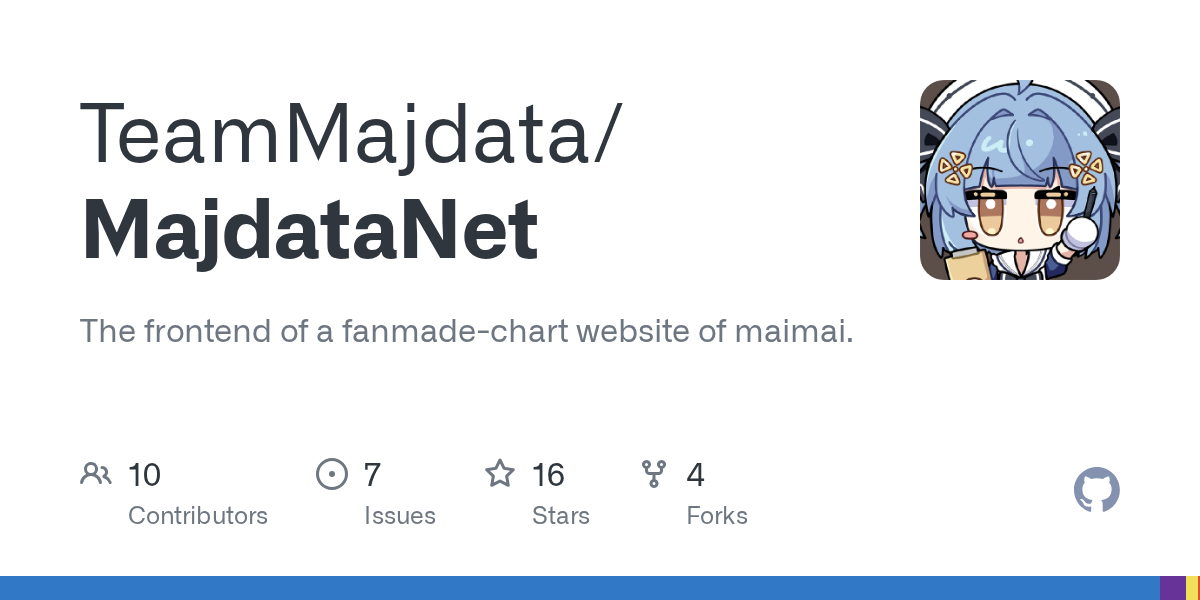 TeamMajdata/
MajdataNet
The frontend of a fanmade-chart website of maimai.
10
Contributors
7
Issues
16
Stars
4
Forks